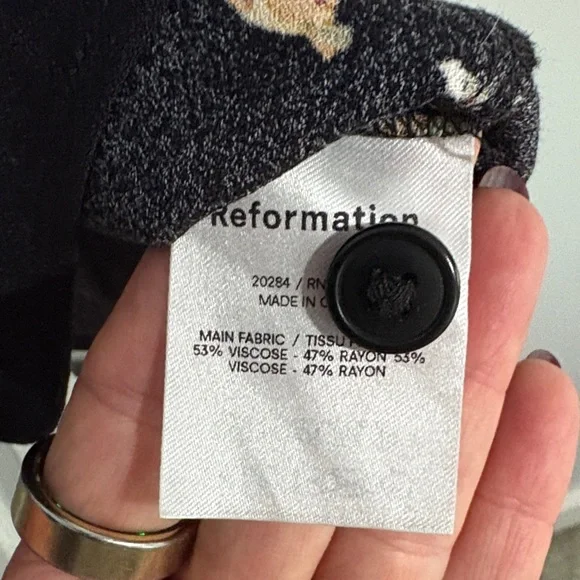 Reformation
20284 / RN
MADE IN
MAIN FABRIC / TISSU
53% VISCOSE - 47% RAYON 53%
VISCOSE - 47% RAYON